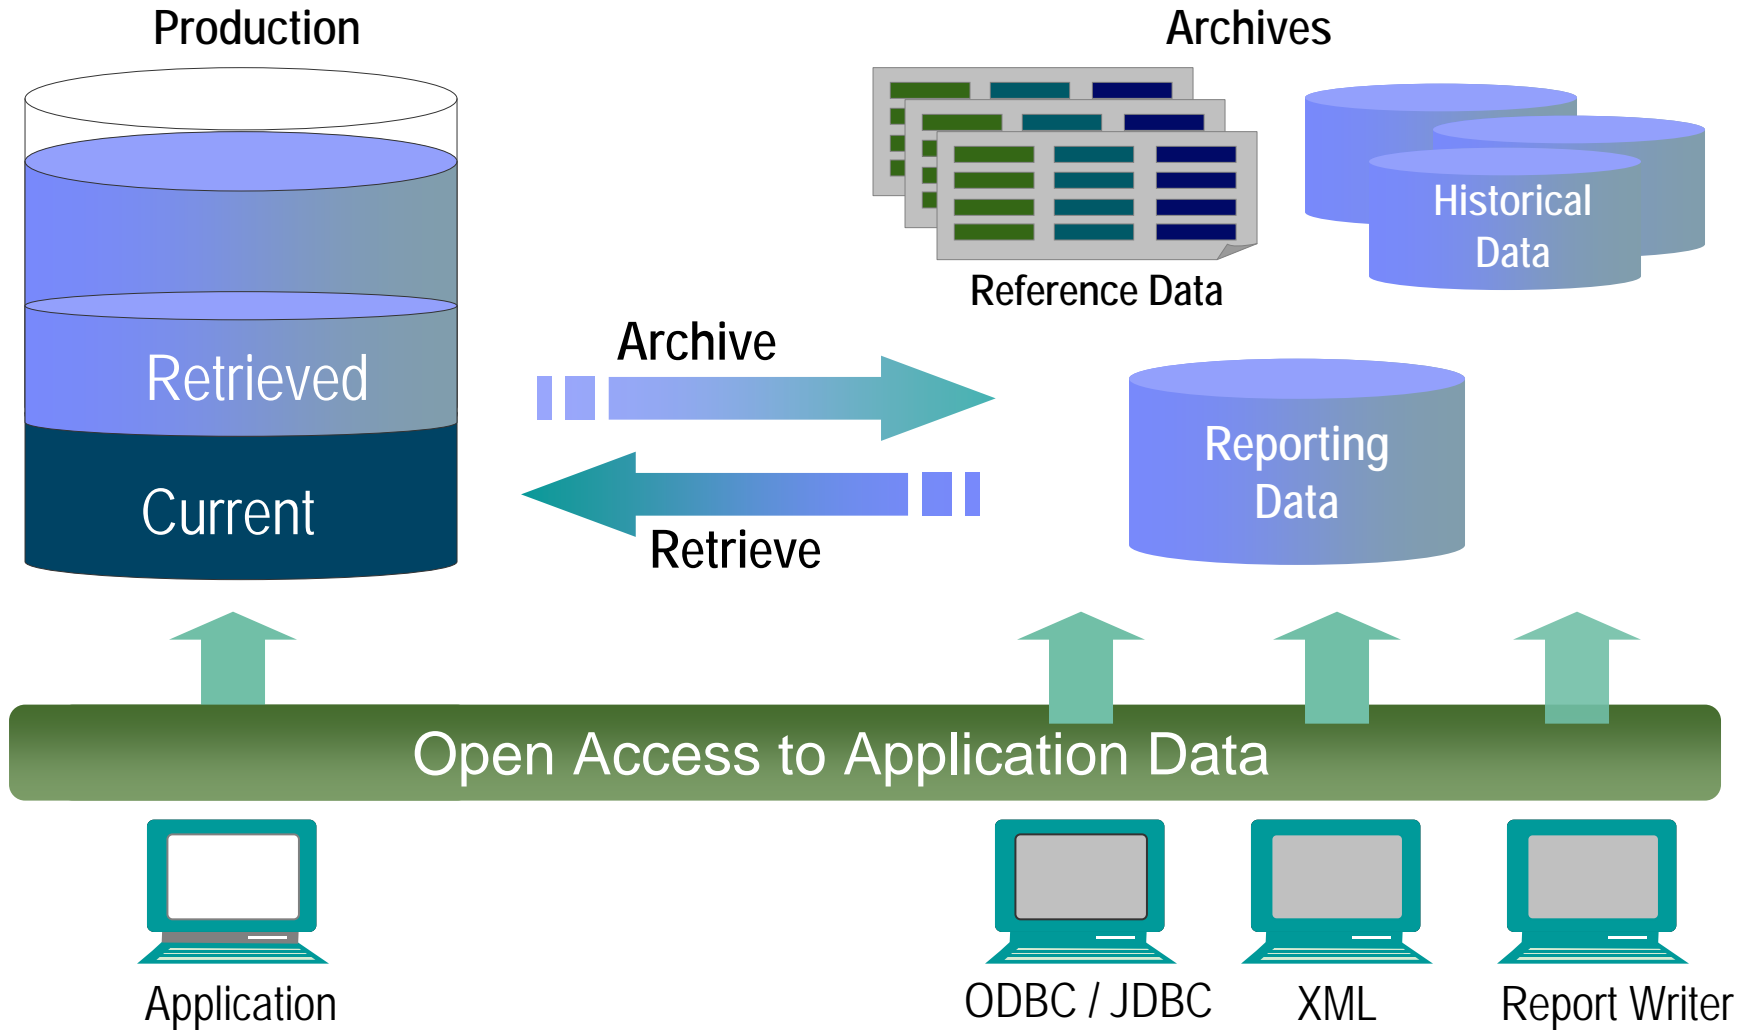 Production
Archives
Historical
Data
Reference Data
Archive
Retrieved
Reporting
Data
Current
Retrieve
Open Access to Application Data
Application
ODBC / JDBC
XML
Report Writer